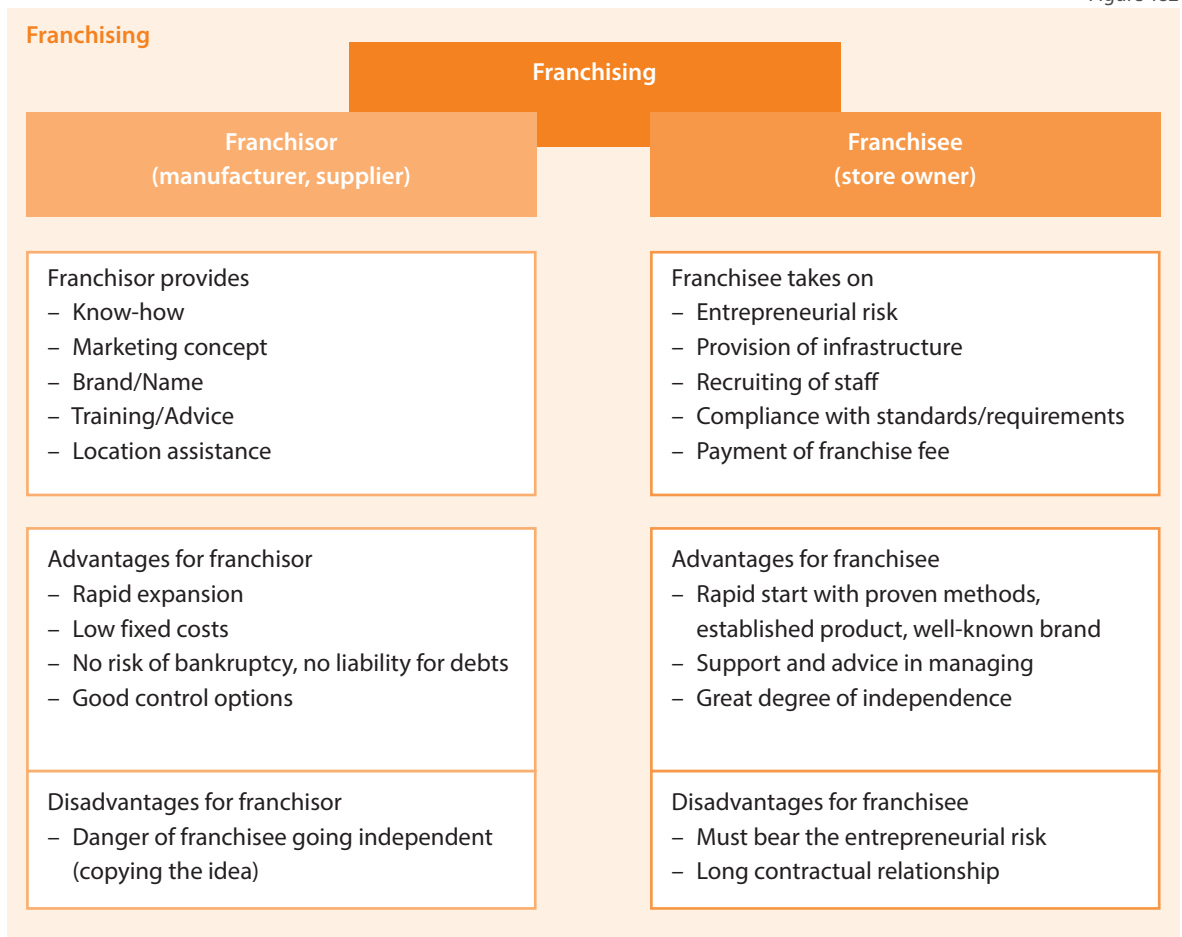 Franchising
Franchising
Franchisor
(manufacturer, supplier)
Franchisee
(store owner)
Franchisor provides
– Know-how
– Marketing concept
– Brand/Name
– Training/Advice
– Location assistance
Franchisee takes on
– Entrepreneurial risk
– Provision of infrastructure
– Recruiting of staff
– Compliance with standards/requirements
– Payment of franchise fee
Advantages for franchisor
– Rapid expansion
– Low fixed costs
– No risk of bankruptcy, no liability for debts
– Good control options
Advantages for franchisee
– Rapid start with proven methods,
established product, well-known brand
– Support and advice in managing
– Great degree of independence
Disadvantages for franchisor
– Danger of franchisee going independent
(copying the idea)
Disadvantages for franchisee
– Must bear the entrepreneurial risk
– Long contractual relationship